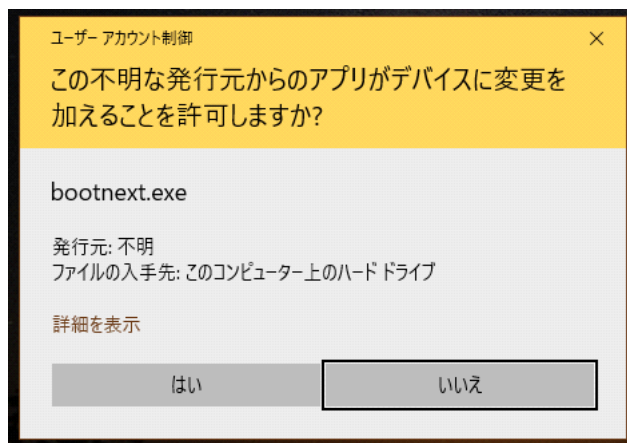 ユーザー アカウント制御
この不明な発行元からのアプリがデバイスに変更を
加えることを許可しますか?
bootnext.exe
発行元: 不明
ファイルの入手先: このコンピューター上のハード ドライブ
詳細を表示
はい
いいえ